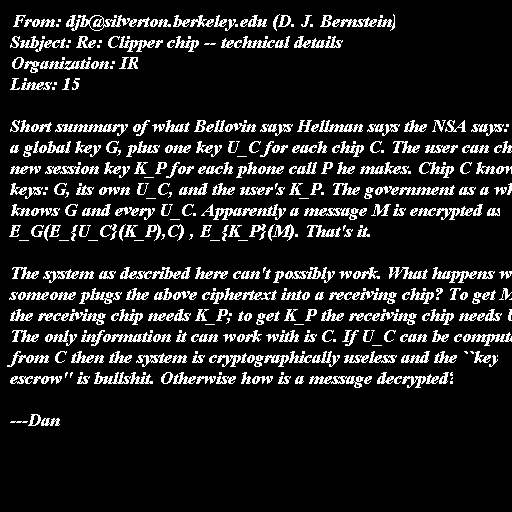 From: djb@silverton.berkeley.edu (D. J. Bernstein)
Subject: Re: Clipper chip -- technical details
Organization: IR
Lines: 15

Short summary of what Bellovin says Hellman says the NSA says:
a global key G, plus one key U_C for each chip C. The user can ch
new session key K_P for each phone call P he makes. Chip C know
keys: G, its own U_C, and the user's K_P. The government as a wh
knows G and every U_C. Apparently a message M is encrypted as
E_G(E_{U_C}(K_P),C) , E_{K_P}(M). That's it.

The system as described here can't possibly work. What happens w
someone plugs the above ciphertext into a receiving chip? To get M
the receiving chip needs K_P; to get K_P the receiving chip needs U
The only information it can work with is C. If U_C can be compute
from C then the system is cryptographically useless and the ``key
escrow'' is bullshit. Otherwise how is a message decrypted?

---Dan